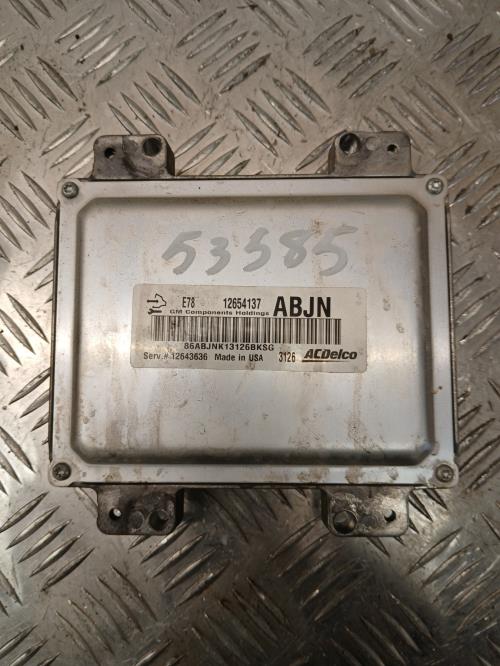 53585
E78 12654137 ABJN
GM Components Holdings
86ABJNK13126BKSG
Serv.# 12643636 Made in USA 3126 ACDelco